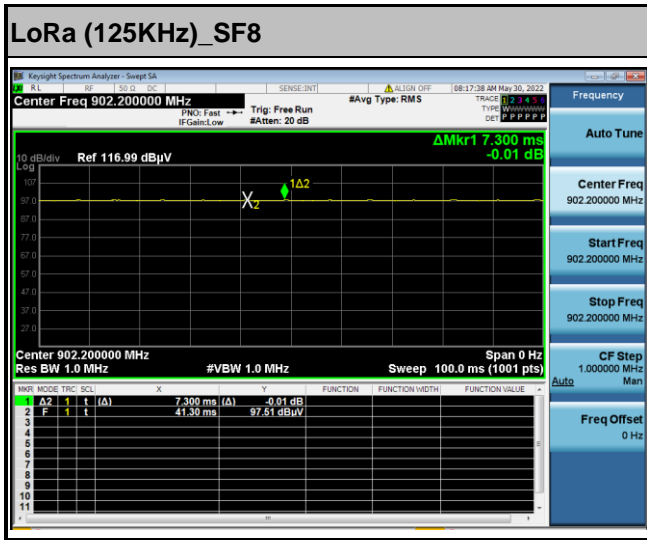 LoRa (125KHz)_SF8
Keysight Spectrum Analyzer - Swept SA
RL RF 50 Ω DC SENSE:INT ALIGN OFF 08:17:38 AM May 30, 2022
Center Freq 902.200000 MHz #Avg Type: RMS TRACE 1 2 3 4 5 6
PNO: Fast Trig: Free Run TYPE WWWWWW
IFGain:Low #Atten: 20 dB DET P P P P P P
ΔMkr1 7.300 ms
10 dB/div Ref 116.99 dBµV -0.01 dB
Log
107
97.0
87.0
77.0
67.0
57.0
47.0
37.0
27.0
X2
1Δ2
Center 902.200000 MHz Span 0 Hz
Res BW 1.0 MHz #VBW 1.0 MHz Sweep 100.0 ms (1001 pts)
MKR MODE TRC SCL X Y FUNCTION FUNCTION WIDTH FUNCTION VALUE
1 Δ2 1 t (Δ) 7.300 ms (Δ) -0.01 dB
2 F 1 t 41.30 ms 97.51 dBµV
3
4
5
6
7
8
9
10
11
Frequency
Auto Tune
Center Freq
902.200000 MHz
Start Freq
902.200000 MHz
Stop Freq
902.200000 MHz
CF Step
1.000000 MHz
Auto Man
Freq Offset
0 Hz